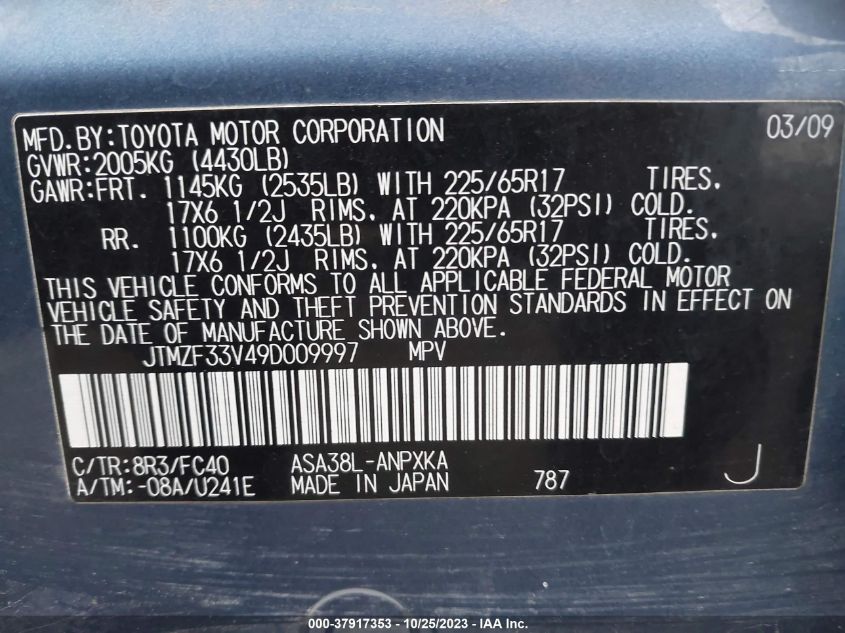 MFD.BY:TOYOTA MOTOR CORPORATION 03/09
GVWR:2005KG (4430LB)
GAWR:FRT. 1145KG (2535LB) WITH 225/65R17 TIRES,
17X6 1/2J RIMS, AT 220KPA (32PSI) COLD.
RR. 1100KG (2435LB) WITH 225/65R17 TIRES,
17X6 1/2J RIMS, AT 220KPA (32PSI) COLD.
THIS VEHICLE CONFORMS TO ALL APPLICABLE FEDERAL MOTOR
VEHICLE SAFETY AND THEFT PREVENTION STANDARDS IN EFFECT ON
THE DATE OF MANUFACTURE SHOWN ABOVE.
JTMZF33V49D009997 MPV
C/TR:8R3/FC40 ASA38L-ANPXKA
A/TM:-08A/U241E MADE IN JAPAN 787 J
000-37917353 - 10/25/2023 - IAA Inc.